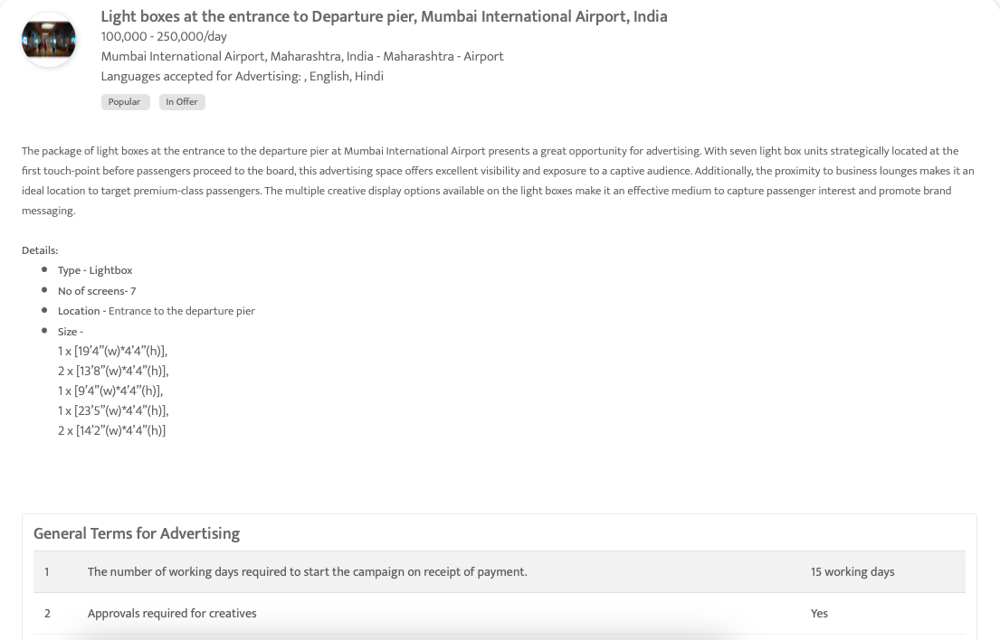 Light boxes at the entrance to Departure pier, Mumbai International Airport, India
100,000 - 250,000/day
Mumbai International Airport, Maharashtra, India - Maharashtra - Airport
Languages accepted for Advertising: , English, Hindi
Popular
In Offer
The package of light boxes at the entrance to the departure pier at Mumbai International Airport presents a great opportunity for advertising. With seven light box units strategically located at the
first touch-point before passengers proceed to the board, this advertising space offers excellent visibility and exposure to a captive audience. Additionally, the proximity to business lounges makes it an
ideal location to target premium-class passengers. The multiple creative display options available on the light boxes make it an effective medium to capture passenger interest and promote brand
messaging.
Details:
Type - Lightbox
No of screens- 7
Location - Entrance to the departure pier
Size -
1 x [19’4”(w)*4’4”(h)],
2 x [13’8”(w)*4’4”(h)],
1 x [9’4”(w)*4’4”(h)],
1 x [23’5”(w)*4’4”(h)],
2 x [14’2”(w)*4’4”(h)]
General Terms for Advertising
1 The number of working days required to start the campaign on receipt of payment. 15 working days
2 Approvals required for creatives Yes